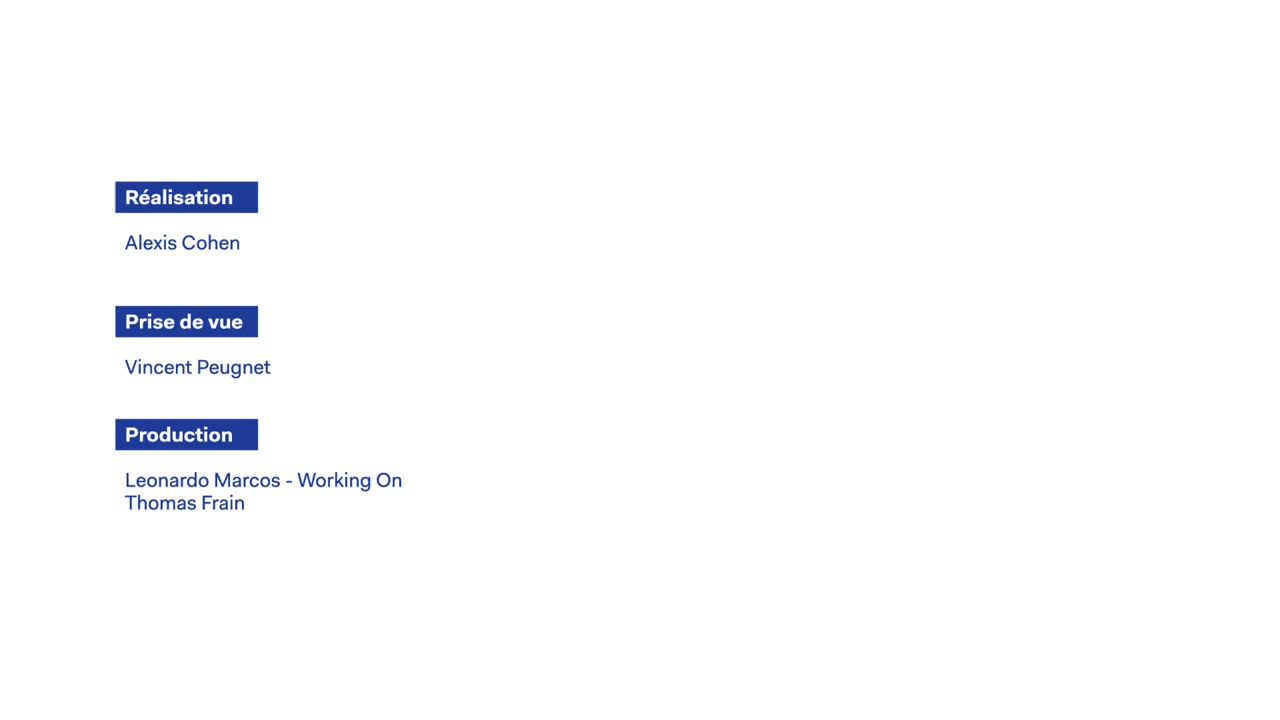 Réalisation
Alexis Cohen
Prise de vue
Vincent Peugnet
Production
Leonardo Marcos - Working On
Thomas Frain